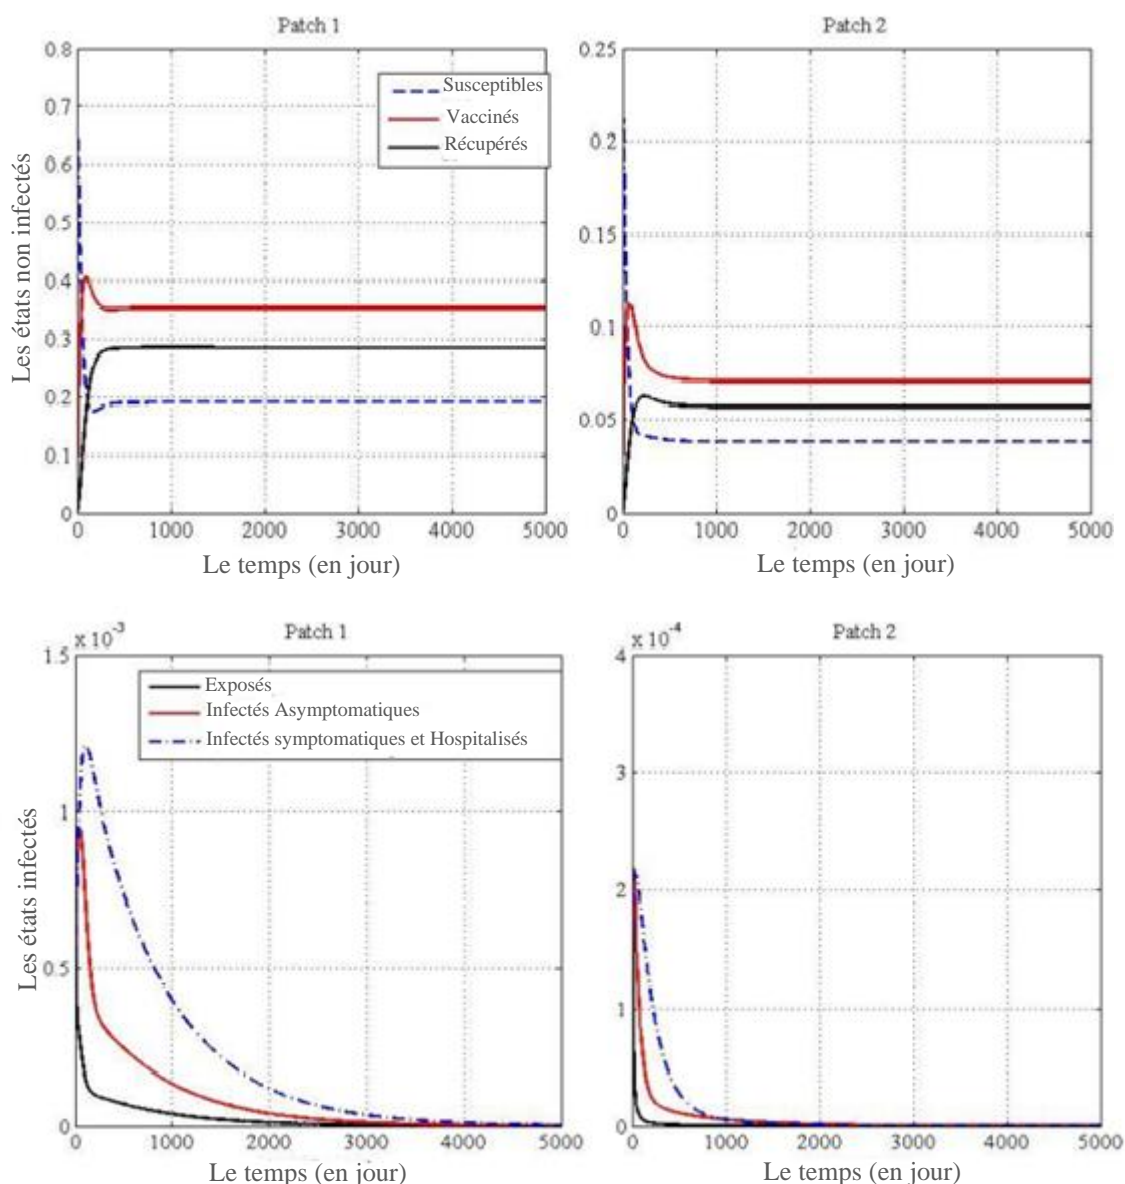 Patch 1
0.8
0.7
0.6
0.5
0.4
0.3
0.2
0.1
0
Susceptibles
Vaccinés
Récupérés
Les états non infectés
0 1000 2000 3000 4000 5000
Le temps (en jour)
Patch 2
0.25
0.2
0.15
0.1
0.05
0
0 1000 2000 3000 4000 5000
Le temps (en jour)
x 10-3
Patch 1
1.5
1
0.5
0
Exposés
Infectés Asymptomatiques
Infectés symptomatiques et Hospitalisés
Les états infectés
0 1000 2000 3000 4000 5000
Le temps (en jour)
x 10-4
Patch 2
4
3
2
1
0
0 1000 2000 3000 4000 5000
Le temps (en jour)